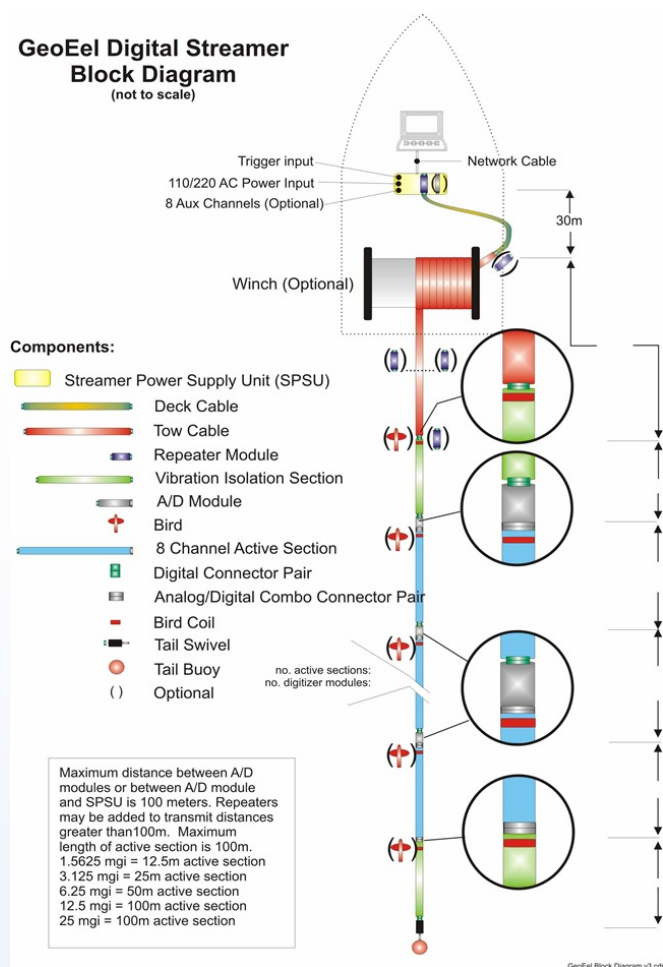 GeoEel Digital Streamer
Block Diagram
(not to scale)
Trigger input
Network Cable
110/220 AC Power Input
8 Aux Channels (Optional)
30m
Winch (Optional)
Components:
Streamer Power Supply Unit (SPSU)
Deck Cable
Tow Cable
Repeater Module
Vibration Isolation Section
A/D Module
Bird
8 Channel Active Section
Digital Connector Pair
Analog/Digital Combo Connector Pair
Bird Coil
Tail Swivel
Tail Buoy
( ) Optional
no. active sections:
no. digitizer modules:
Maximum distance between A/D
modules or between A/D module
and SPSU is 100 meters. Repeaters
may be added to transmit distances
greater than100m. Maximum
length of active section is 100m.
1.5625 mgi = 12.5m active section
3.125 mgi = 25m active section
6.25 mgi = 50m active section
12.5 mgi = 100m active section
25 mgi = 100m active section
GeoEel Block Diagram v3.cdr